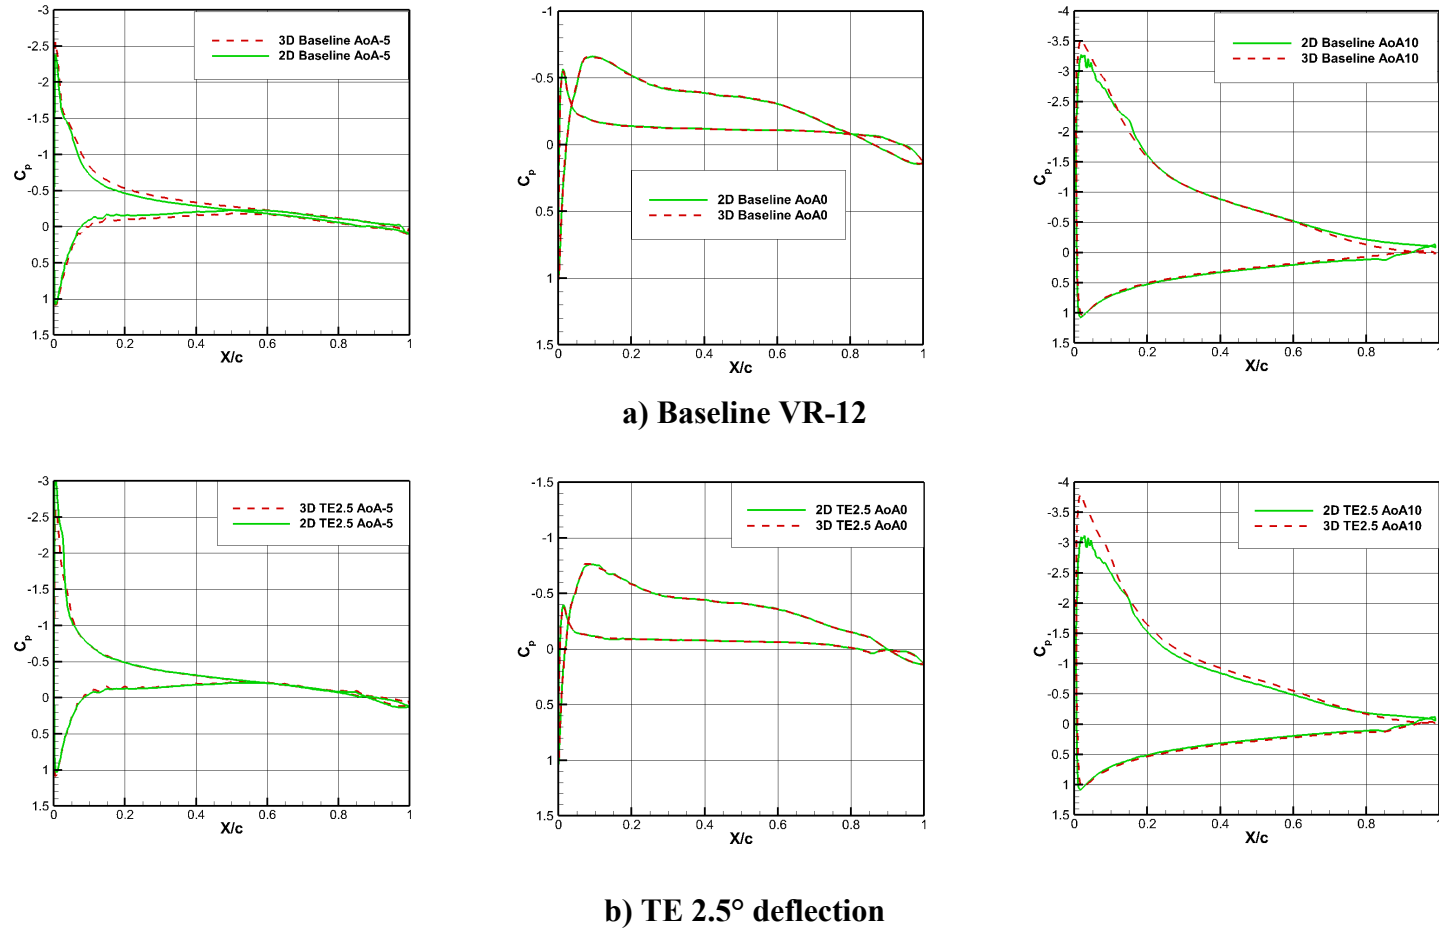 -3
-2.5
-2
-1.5
-1
-0.5
0
0.5
1
1.5
Cp
3D Baseline AoA-5
2D Baseline AoA-5
0 0.2 0.4 0.6 0.8 1
X/c
-1
-0.5
0
0.5
1
1.5
Cp
2D Baseline AoA0
3D Baseline AoA0
0 0.2 0.4 0.6 0.8 1
X/c
-4
-3.5
-3
-2.5
-2
-1.5
-1
-0.5
0
0.5
1
1.5
Cp
2D Baseline AoA10
3D Baseline AoA10
0 0.2 0.4 0.6 0.8 1
X/c
a) Baseline VR-12
-3
-2.5
-2
-1.5
-1
-0.5
0
0.5
1
1.5
Cp
3D TE2.5 AoA-5
2D TE2.5 AoA-5
0 0.2 0.4 0.6 0.8 1
X/c
-1.5
-1
-0.5
0
0.5
1
1.5
Cp
2D TE2.5 AoA0
3D TE2.5 AoA0
0 0.2 0.4 0.6 0.8 1
X/c
-4
-3.5
-3
-2.5
-2
-1.5
-1
-0.5
0
0.5
1
1.5
Cp
2D TE2.5 AoA10
3D TE2.5 AoA10
0 0.2 0.4 0.6 0.8 1
X/c
b) TE 2.5° deflection